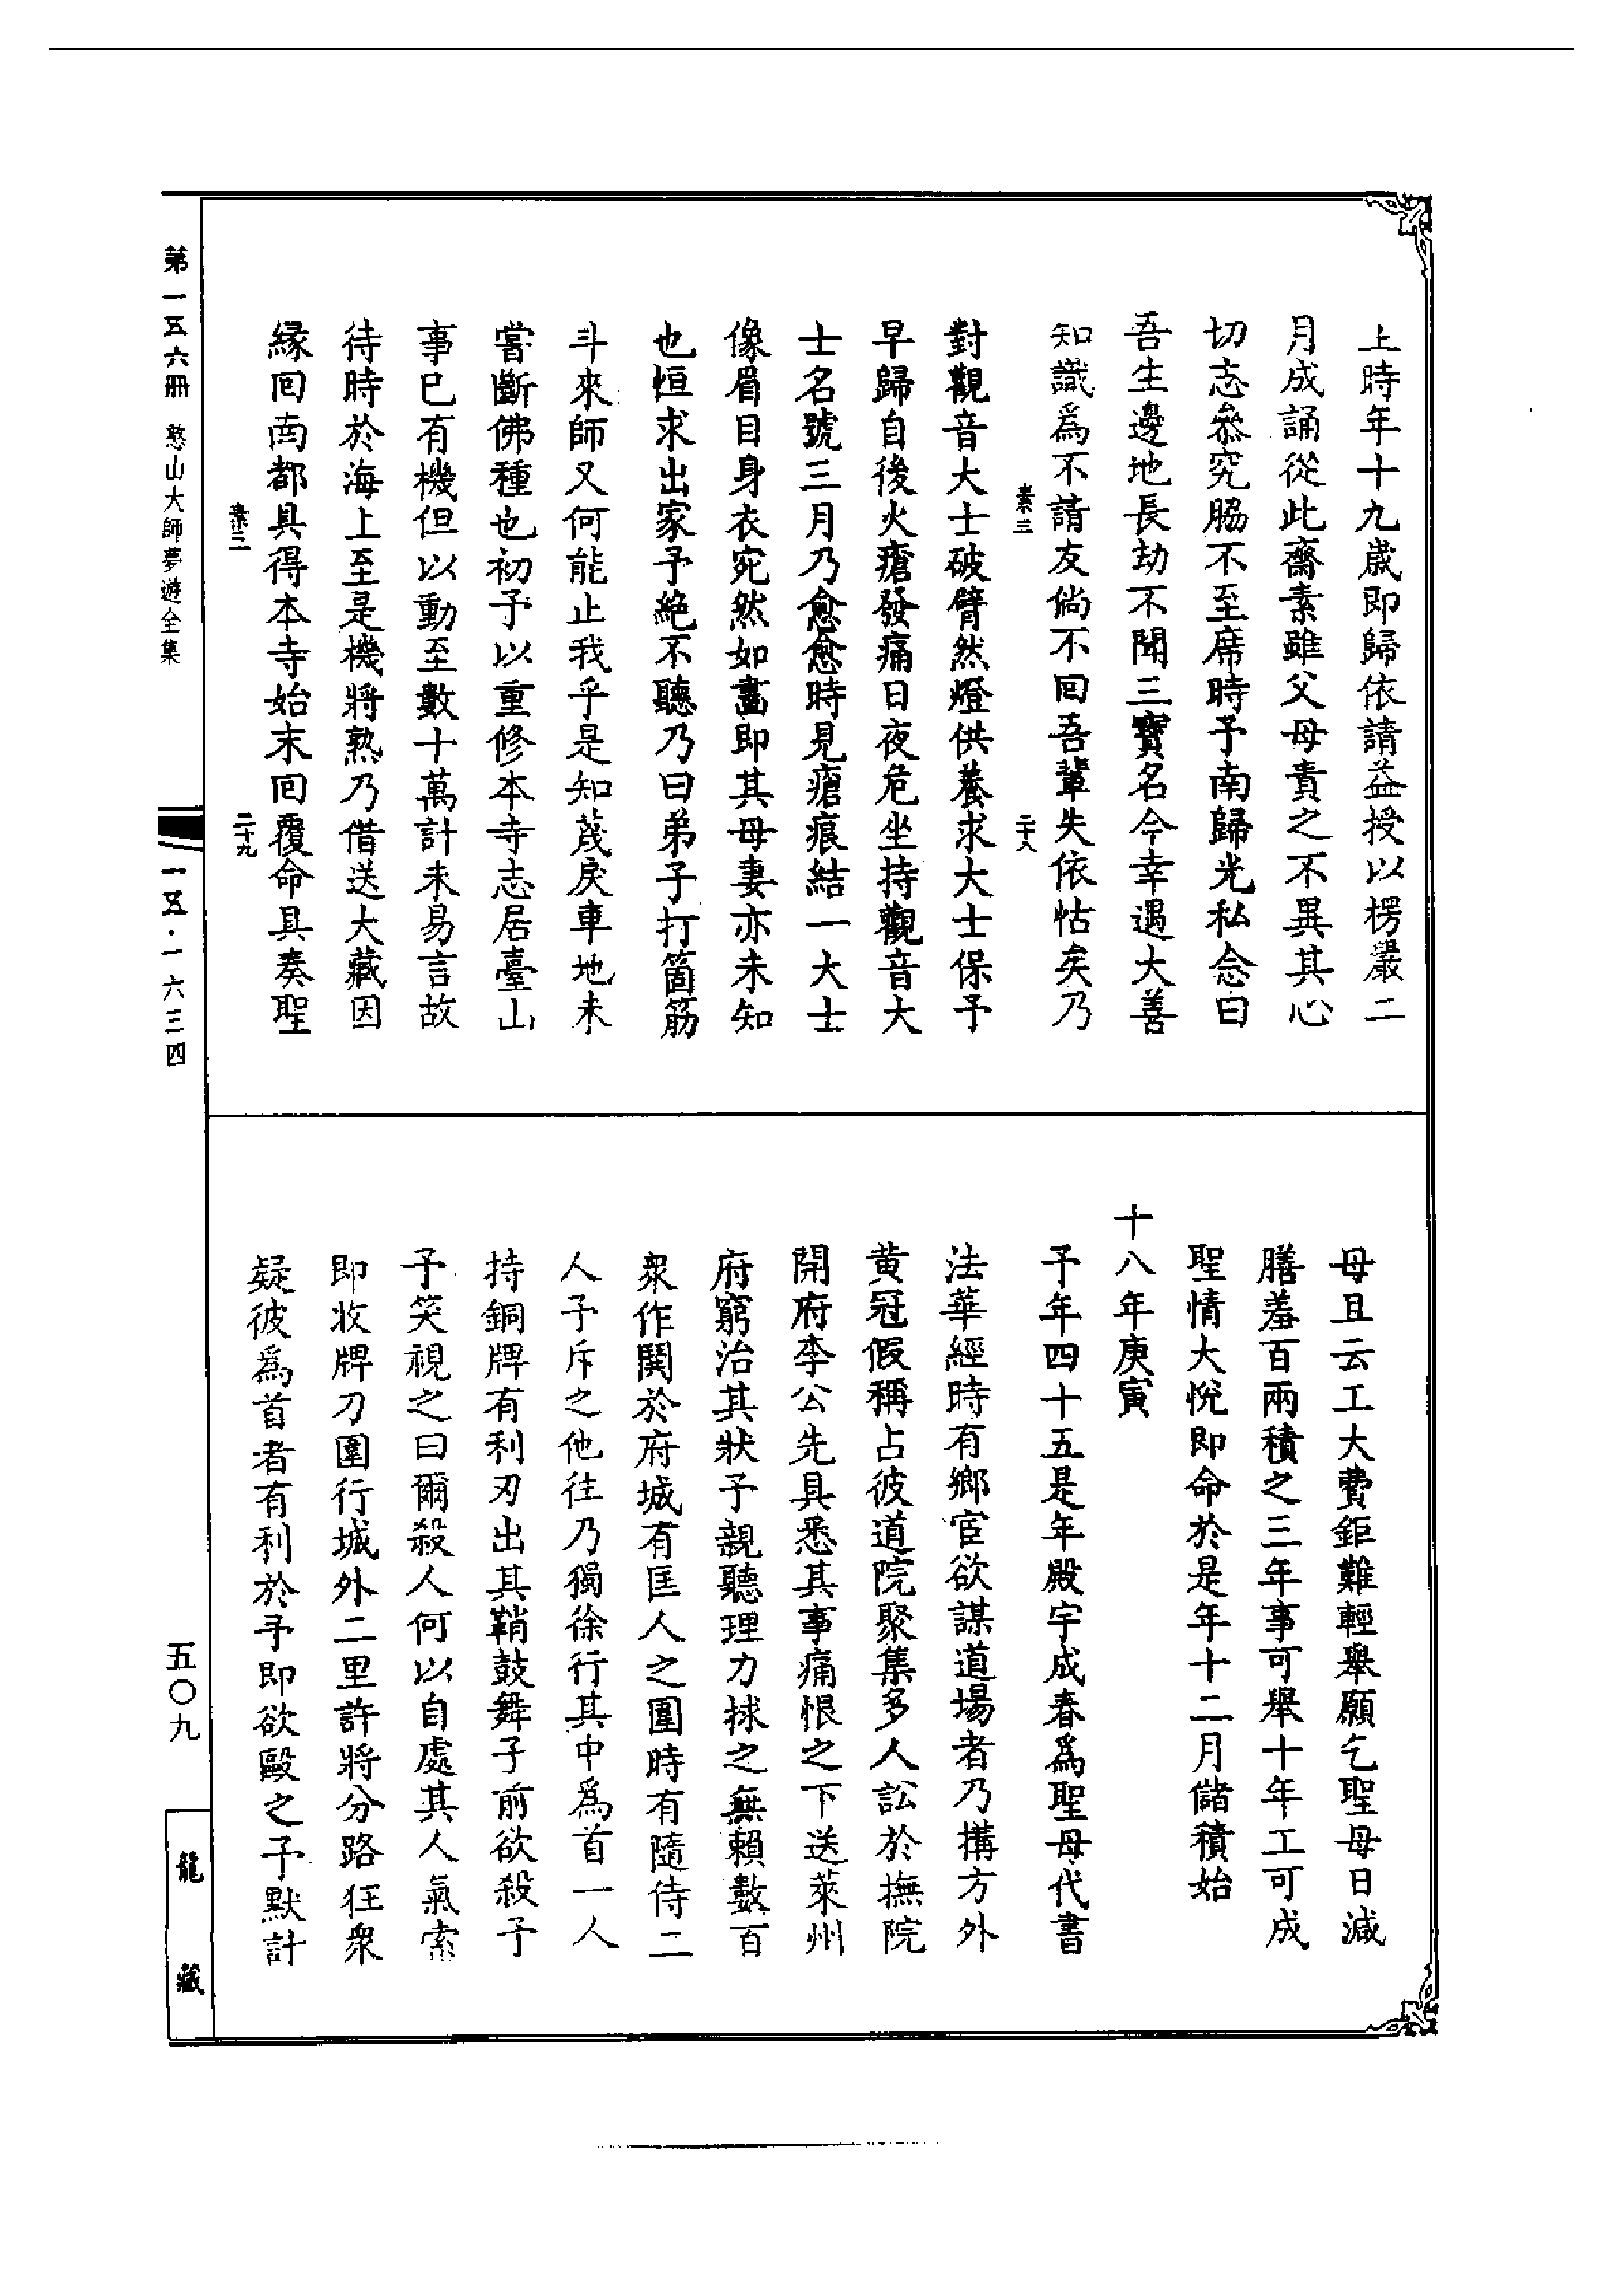 上時年十九歲即歸依請益授以楞嚴二
月成誦從此齋素雖父母責之不異其心
切志叅究脇不至席時予南歸光私念曰
吾生邊地長劫不聞三寶名今幸遇大善
知識爲不請友倘不回吾輩失依怙矣乃
素三
二十八
對觀音大士破臂然燈供養求大士保予
早歸自後火瘡發痛日夜危坐持觀音大
士名號三月乃愈愈時見瘡痕結一大士
像眉目身衣宛然如畫即其母妻亦未知
也恒求出家予絶不聽乃曰弟子打箇筋
斗來師又何能止我乎是知蔑戾車地未
嘗斷佛種也初予以重修本寺志居臺山
事已有機但以動至數十萬計未易言故
待時於海上至是機將熟乃借送大藏因
緣回南都具得本寺始末回覆命具奏聖
素三
二十九
母且云工大費鉅難輕舉願乞聖母日減
膳羞百兩積之三年事可舉十年工可成
聖情大悅即命於是年十二月儲積始
十八年庚寅
予年四十五是年殿宇成春爲聖母代書
法華經時有鄉宦欲謀道場者乃搆方外
黄冠假稱占彼道院聚集多人訟於撫院
開府李公先具悉其事痛恨之下送萊州
府窮治其狀予親聽理力捄之無賴數百
衆作鬨於府城有匡人之圍時有隨侍二
人予斥之他往乃獨徐行其中爲首一人
持銅牌有利刃出其鞘鼓舞予前欲殺予
予笑視之曰爾殺人何以自處其人氣索
即收牌刀圍行城外二里許將分路狂衆
疑彼爲首者有利於予即欲毆之予默計
第一五六冊 憨山大師夢遊全集
一五·一六三四
五〇九
龍藏